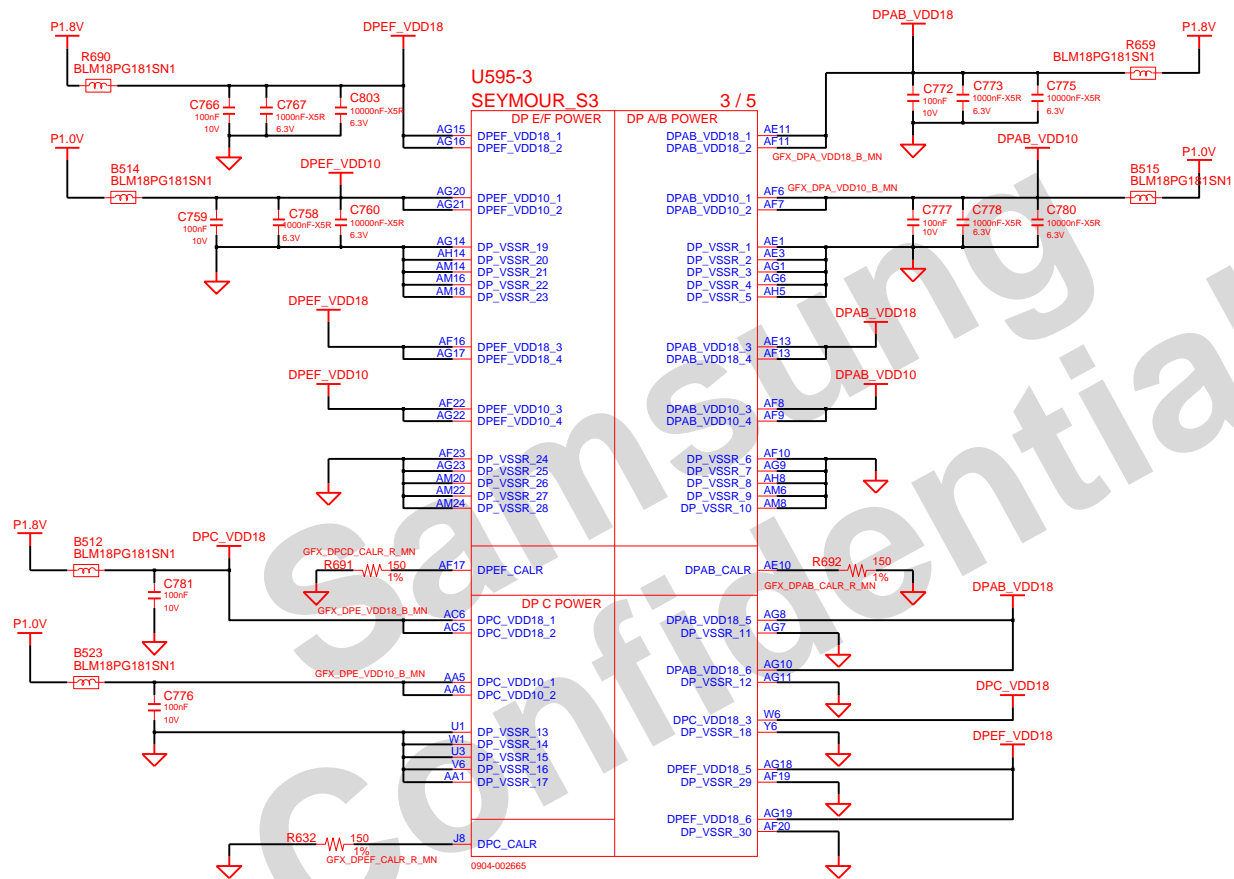 P1.8V
DPEF_VDD18
R690
BLM18PG181SN1
C766
100nF
10V
C767
1000nF-X5R
6.3V
C803
10000nF-X5R
6.3V
P1.0V
B514
BLM18PG181SN1
DPEF_VDD10
C759
100nF
10V
C758
1000nF-X5R
6.3V
C760
10000nF-X5R
6.3V
DPEF_VDD18
DPEF_VDD10
P1.8V
B512
BLM18PG181SN1
DPC_VDD18
C781
100nF
10V
GFX_DPCD_CALR_R_MN
R691
150
1%
GFX_DPE_VDD18_B_MN
P1.0V
B523
BLM18PG181SN1
GFX_DPE_VDD10_B_MN
C776
100nF
10V
R632
150
1%
GFX_DPEF_CALR_R_MN
U595-3
SEYMOUR_S3
3 / 5
DP E/F POWER
AG15 DPEF_VDD18_1
AG16 DPEF_VDD18_2
AG20 DPEF_VDD10_1
AG21 DPEF_VDD10_2
AG14 DP_VSSR_19
AH14 DP_VSSR_20
AM14 DP_VSSR_21
AM16 DP_VSSR_22
AM18 DP_VSSR_23
AF16 DPEF_VDD18_3
AG17 DPEF_VDD18_4
AF22 DPEF_VDD10_3
AG22 DPEF_VDD10_4
AF23 DP_VSSR_24
AG23 DP_VSSR_25
AM20 DP_VSSR_26
AM22 DP_VSSR_27
AM24 DP_VSSR_28
AF17 DPEF_CALR
DP C POWER
AC6 DPC_VDD18_1
AC5 DPC_VDD18_2
AA5 DPC_VDD10_1
AA6 DPC_VDD10_2
U1 DP_VSSR_13
W1 DP_VSSR_14
U3 DP_VSSR_15
V6 DP_VSSR_16
AA1 DP_VSSR_17
J8 DPC_CALR
0904-002665
DP A/B POWER
DPAB_VDD18_1 AE11
DPAB_VDD18_2 AF11
DPAB_VDD10_1 AF6
DPAB_VDD10_2 AF7
DP_VSSR_1 AE1
DP_VSSR_2 AE3
DP_VSSR_3 AG1
DP_VSSR_4 AG6
DP_VSSR_5 AH5
DPAB_VDD18_3 AE13
DPAB_VDD18_4 AF13
DPAB_VDD10_3 AF8
DPAB_VDD10_4 AF9
DP_VSSR_6 AF10
DP_VSSR_7 AG9
DP_VSSR_8 AH8
DP_VSSR_9 AM6
DP_VSSR_10 AM8
DPAB_CALR AE10
DPAB_VDD18_5 AG8
DP_VSSR_11 AG7
DPAB_VDD18_6 AG10
DP_VSSR_12 AG11
DPC_VDD18_3 W6
DP_VSSR_18 Y6
DPEF_VDD18_5 AG18
DP_VSSR_29 AF19
DPEF_VDD18_6 AG19
DP_VSSR_30 AF20
DPAB_VDD18
P1.8V
R659
BLM18PG181SN1
C772
100nF
10V
C773
1000nF-X5R
6.3V
C775
10000nF-X5R
6.3V
GFX_DPA_VDD18_B_MN
DPAB_VDD10
P1.0V
GFX_DPA_VDD10_B_MN
B515
BLM18PG181SN1
C777
100nF
10V
C778
1000nF-X5R
6.3V
C780
10000nF-X5R
6.3V
DPAB_VDD18
DPAB_VDD10
R692
150
1%
GFX_DPAB_CALR_R_MN
DPAB_VDD18
DPC_VDD18
DPEF_VDD18
Samsung
Confidential